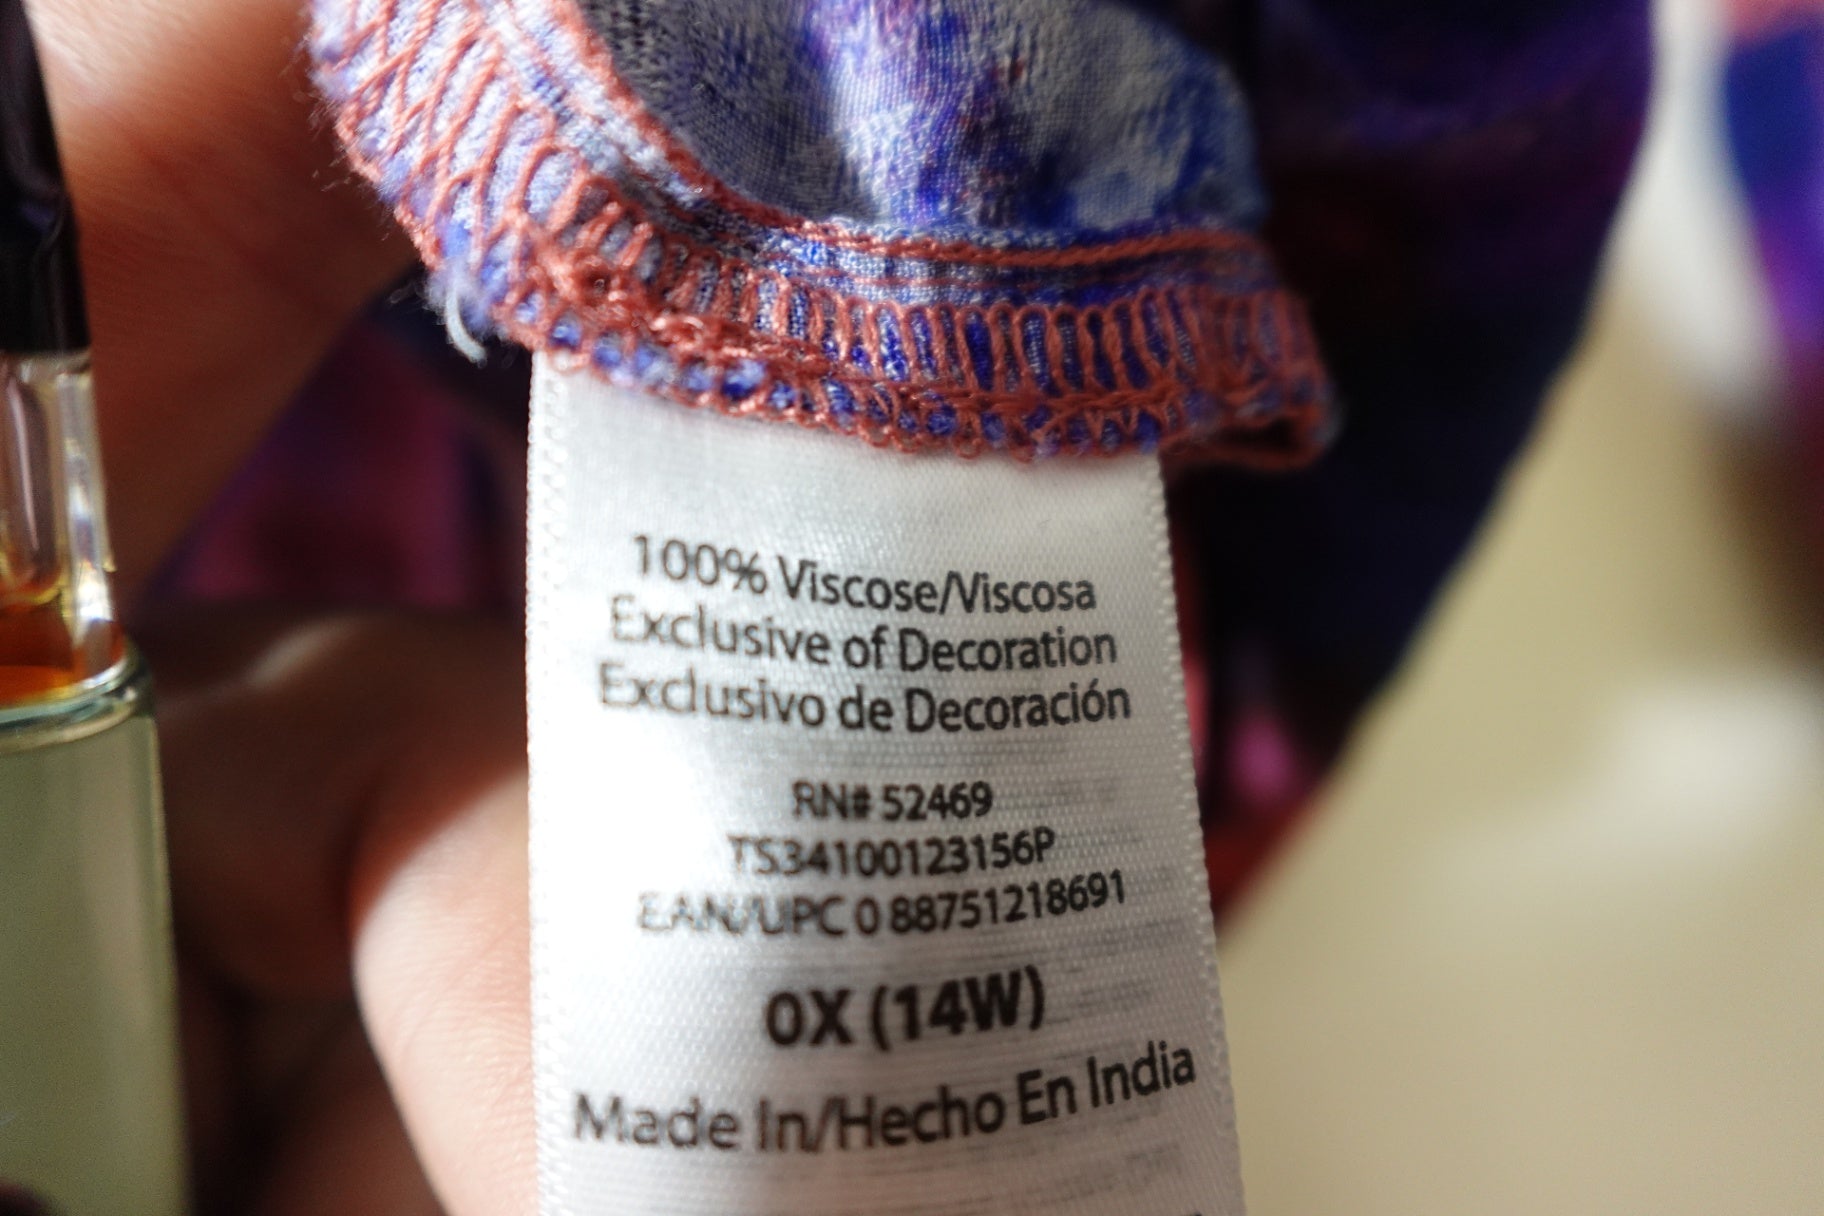 100% Viscose/Viscosa
Exclusive of Decoration
Exclusivo de Decoración
RN# 52469
TS34100123156P
EAN/UPC 0 88751218691
0X (14W)
Made In/Hecho En India